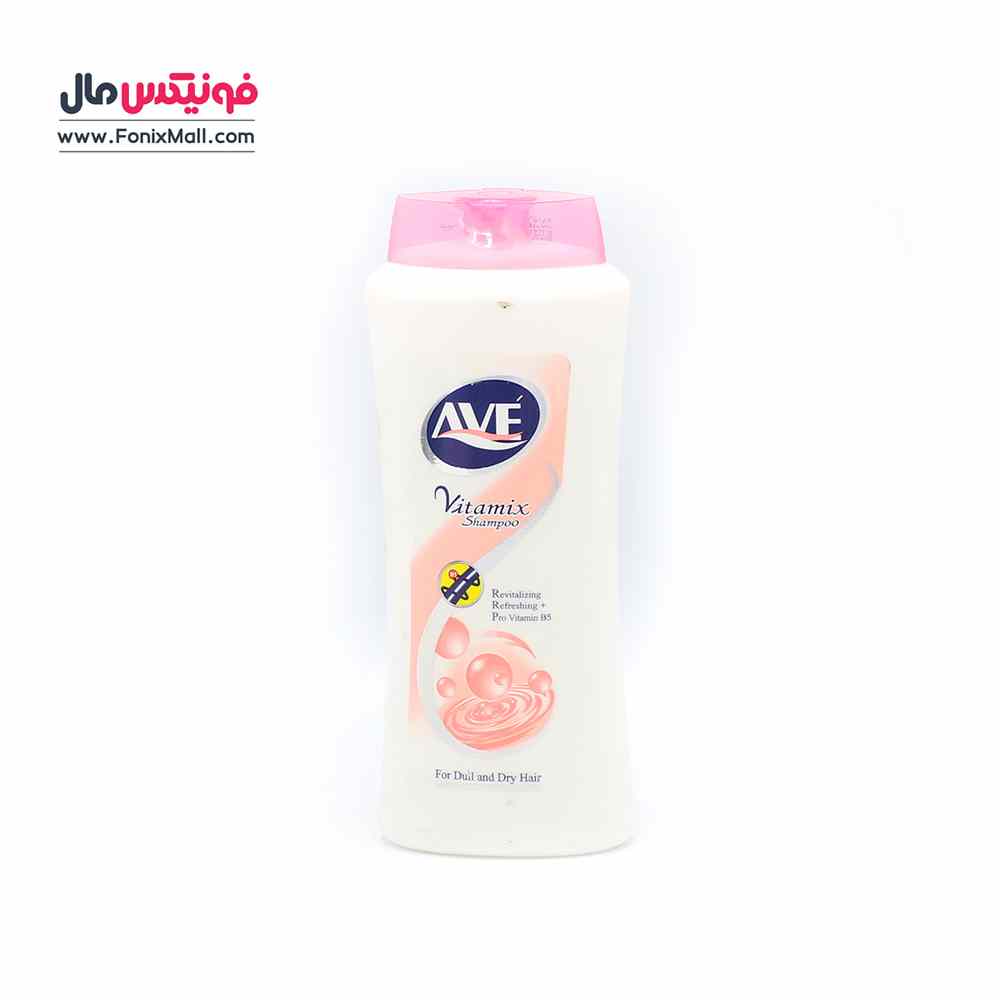 فونیکس مال
www.FonixMall.com
AVÉ
Vitamix
Shampoo
Revitalizing
Refreshing +
Pro Vitamin B5
For Dull and Dry Hair